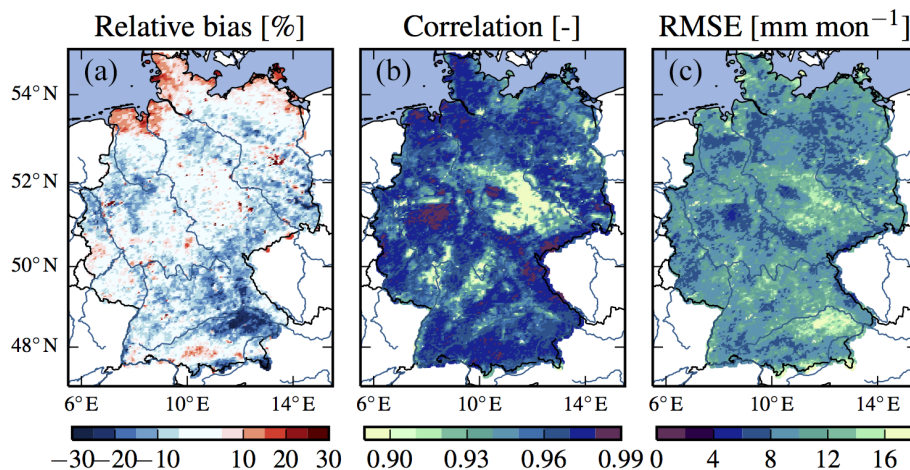 Relative bias [%] Correlation [-] RMSE [mm mon⁻¹]
(a) (b) (c)
54° N
52° N
50° N
48° N
6° E 10° E 14° E 6° E 10° E 14° E 6° E 10° E 14° E
−30 −20 −10 10 20 30 0.90 0.93 0.96 0.99 0 4 8 12 16